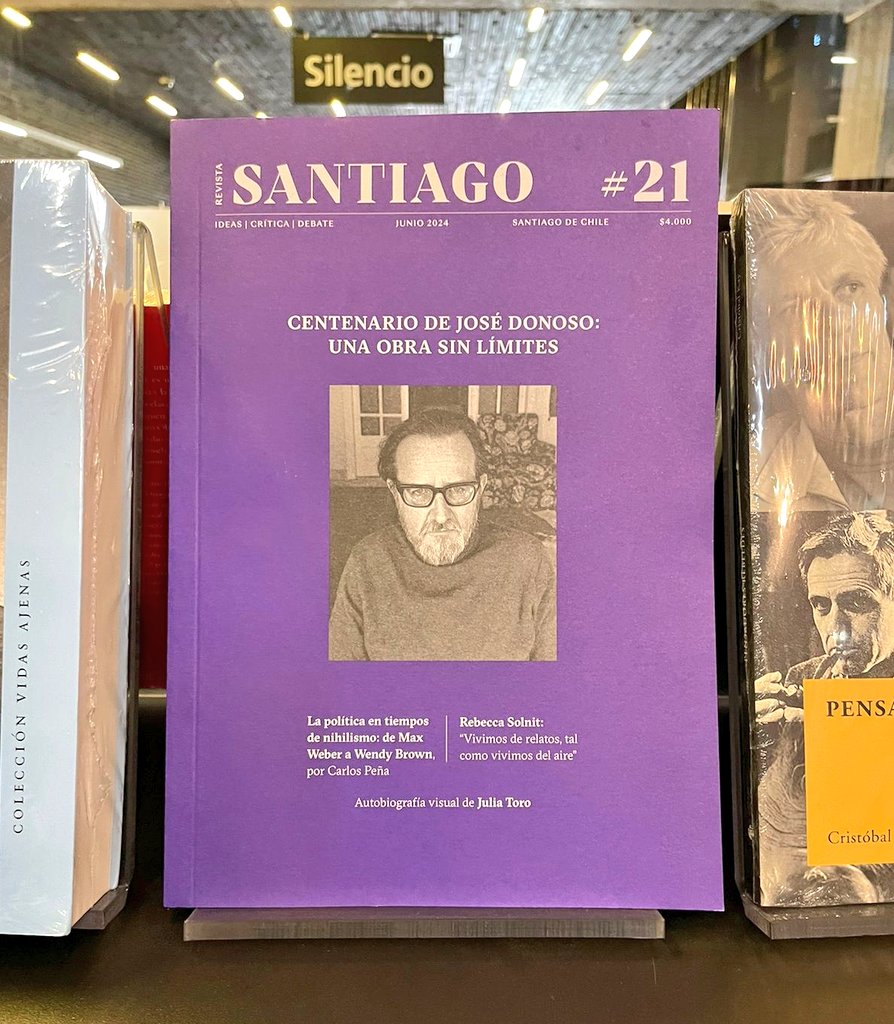 Silencio
REVISTA
SANTIAGO
#21
IDEAS | CRÍTICA | DEBATE
JUNIO 2024
SANTIAGO DE CHILE
$4.000
CENTENARIO DE JOSÉ DONOSO:
UNA OBRA SIN LÍMITES
La política en tiempos
de nihilismo: de Max
Weber a Wendy Brown,
por Carlos Peña
Rebecca Solnit:
“Vivimos de relatos, tal
como vivimos del aire”
Autobiografía visual de Julia Toro
COLECCIÓN VIDAS AJENAS
PENSA
Cristóbal